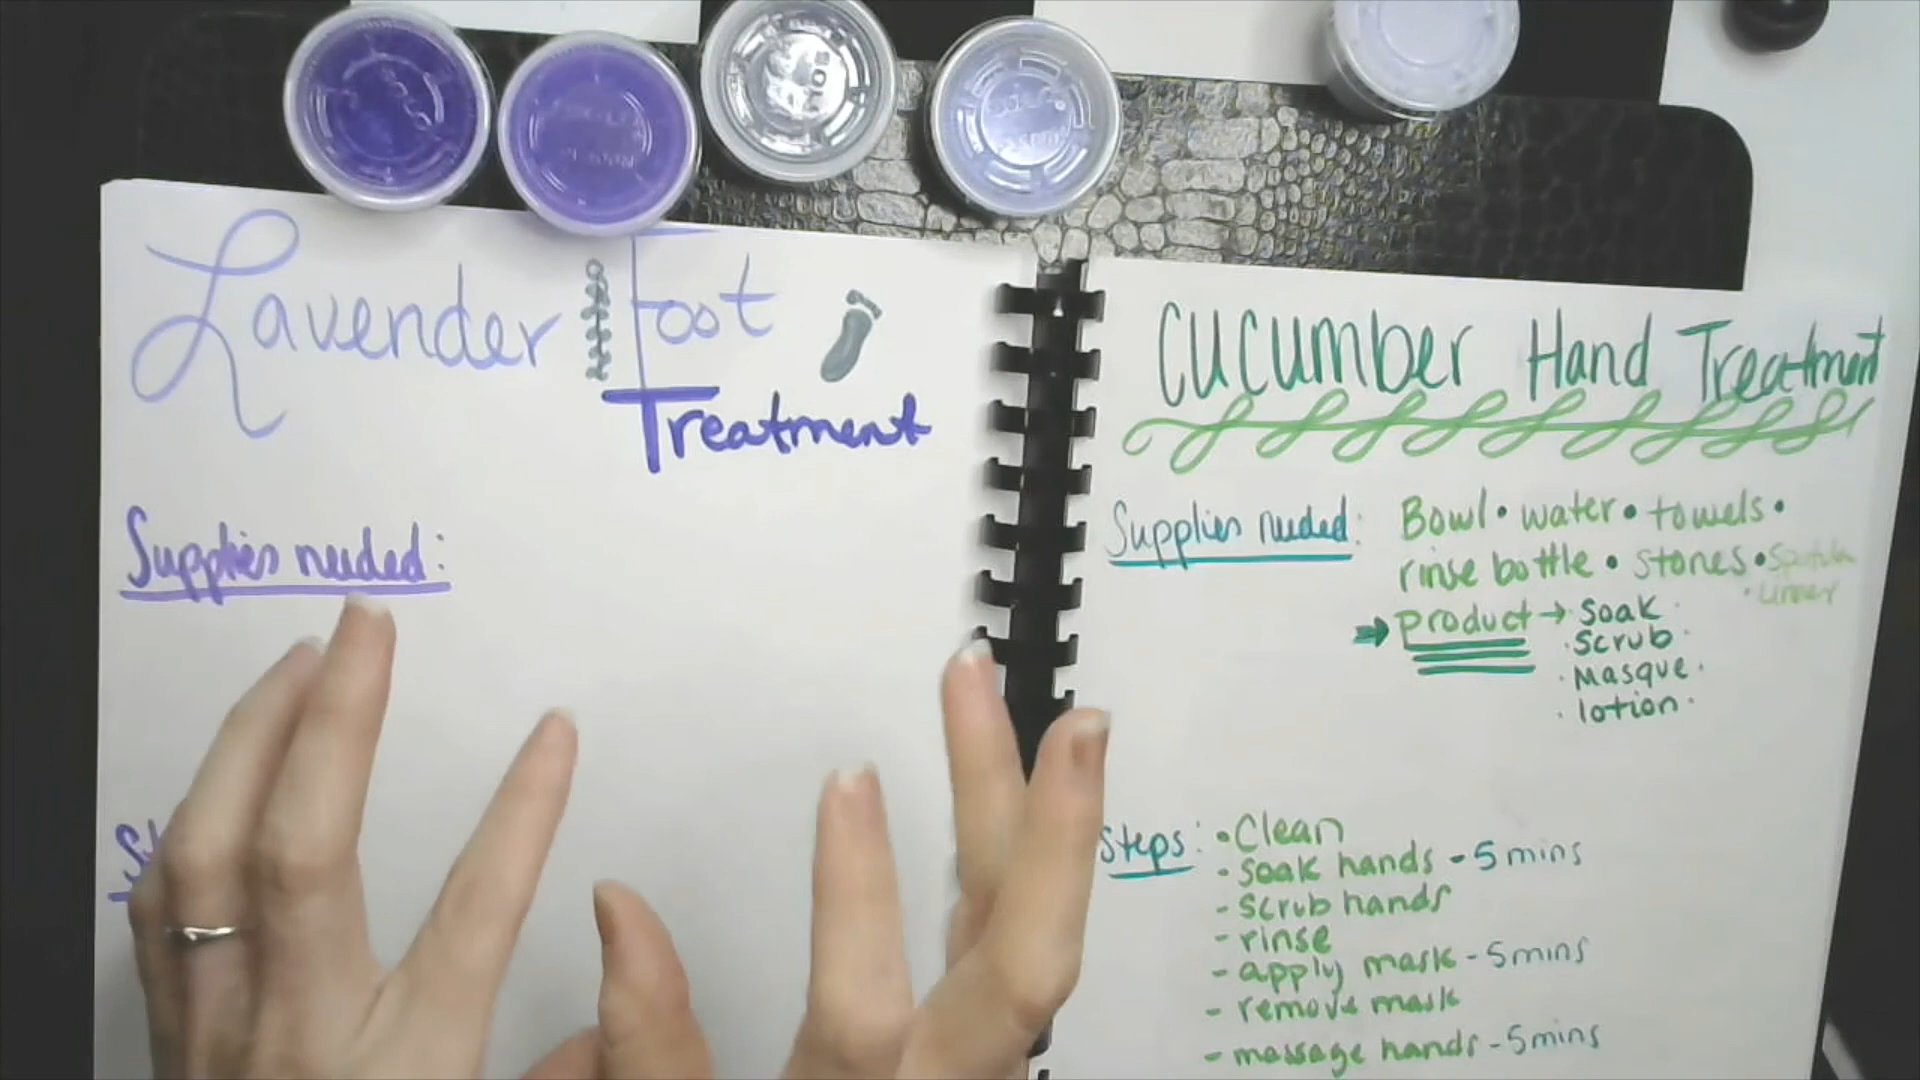 Lavender Foot
Treatment
Supplies needed:
CUCUMBER Hand Treatment
Supplies needed: Bowl • water • towels •
rinse bottle • stones • Spatula
• Liner
Product → Soak
• Scrub •
• Masque •
• lotion •
Steps: • Clean
- Soak hands - 5 mins
- Scrub hands
- rinse
- apply mask - 5 mins
- remove mask
- massage hands - 5 mins